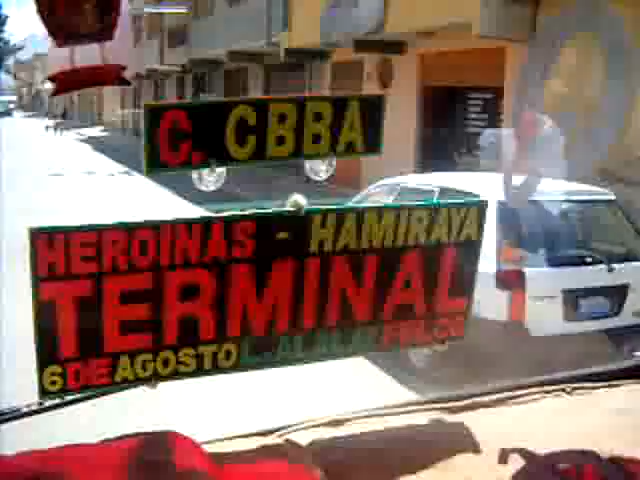 C. CBBA
HEROINAS - HAMIRAYA
TERMINAL
6 DE AGOSTO